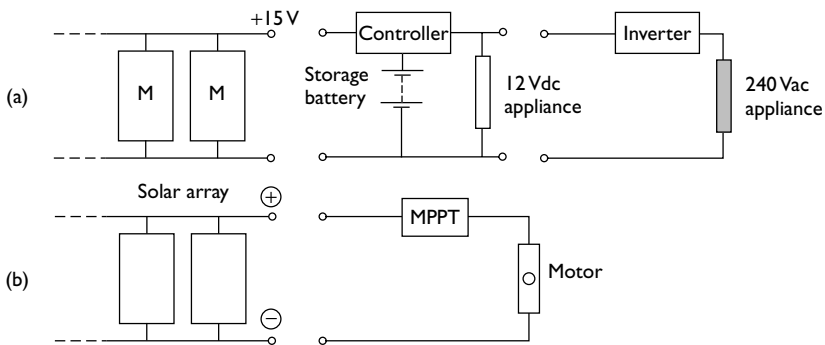 (a)
M
M
+15 V
Controller
Storage
battery
12 Vdc
appliance
Inverter
240 Vac
appliance
(b)
Solar array
+
−
MPPT
Motor